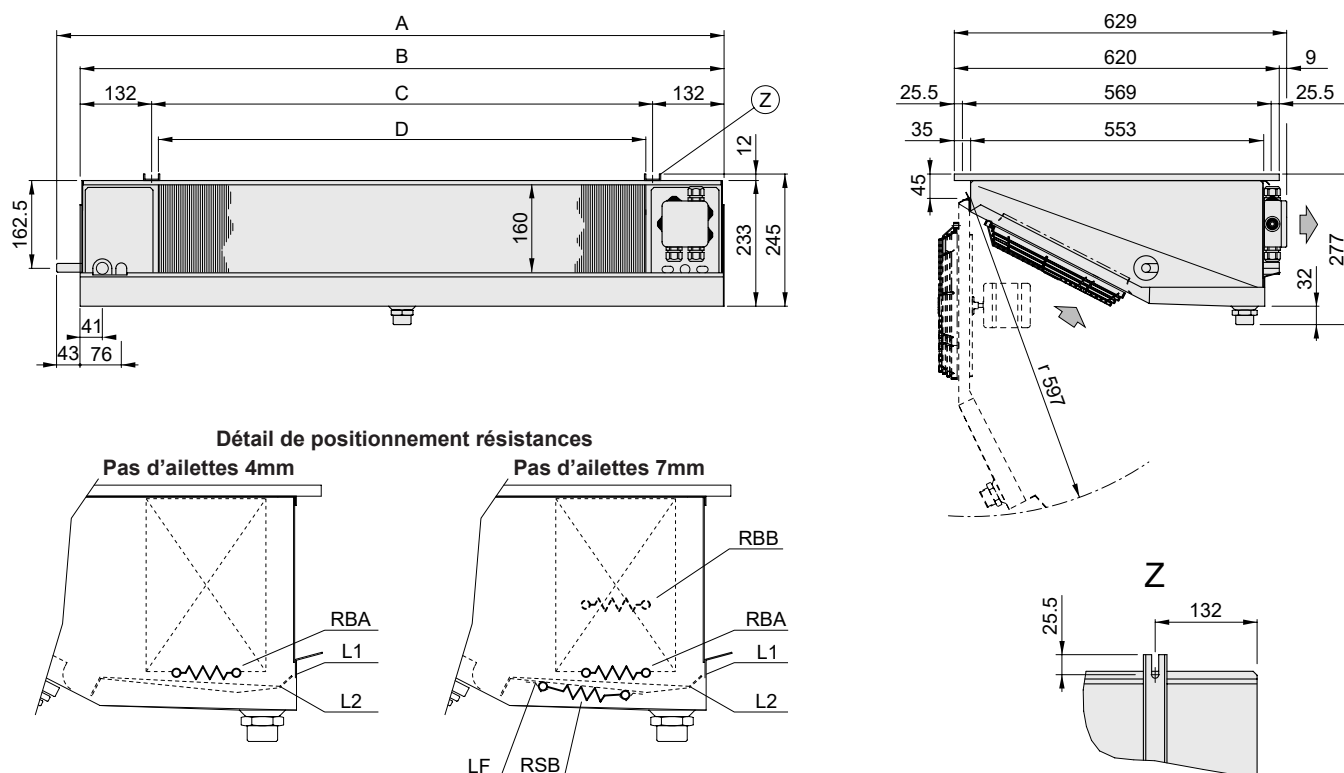 A
B
132
C
132
Z
D
12
162.5
160
233
245
41
43
76
629
620
9
25.5
569
25.5
35
553
45
277
32
r 597
Détail de positionnement résistances
Pas d’ailettes 4mm
Pas d’ailettes 7mm
RBA
L1
L2
RBB
RBA
L1
L2
LF
RSB
Z
25.5
132